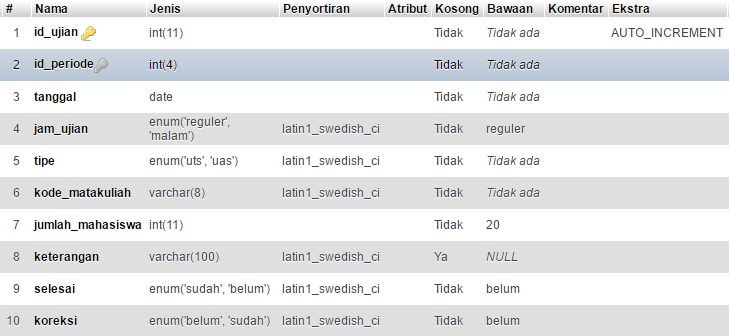 # Nama Jenis Penyortiran Atribut Kosong Bawaan Komentar Ekstra
1 id_ujian int(11) Tidak Tidak ada AUTO_INCREMENT
2 id_periode int(4) Tidak Tidak ada
3 tanggal date Tidak Tidak ada
4 jam_ujian enum('reguler', 'malam') latin1_swedish_ci Tidak reguler
5 tipe enum('uts', 'uas') latin1_swedish_ci Tidak Tidak ada
6 kode_matakuliah varchar(8) latin1_swedish_ci Tidak Tidak ada
7 jumlah_mahasiswa int(11) Tidak 20
8 keterangan varchar(100) latin1_swedish_ci Ya NULL
9 selesai enum('sudah', 'belum') latin1_swedish_ci Tidak belum
10 koreksi enum('belum', 'sudah') latin1_swedish_ci Tidak belum